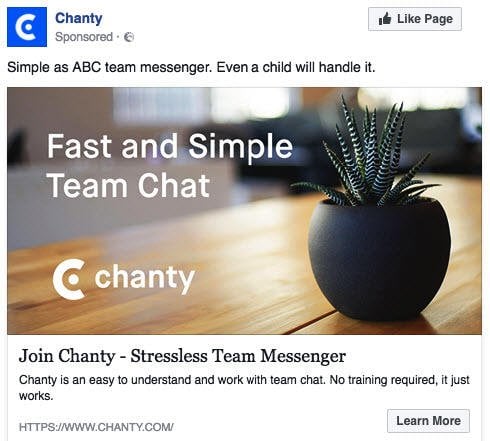 Chanty
Like Page
Sponsored ·
Simple as ABC team messenger. Even a child will handle it.
Fast and Simple
Team Chat
chanty
Join Chanty - Stressless Team Messenger
Chanty is an easy to understand and work with team chat. No training required, it just
works.
HTTPS://WWW.CHANTY.COM/
Learn More